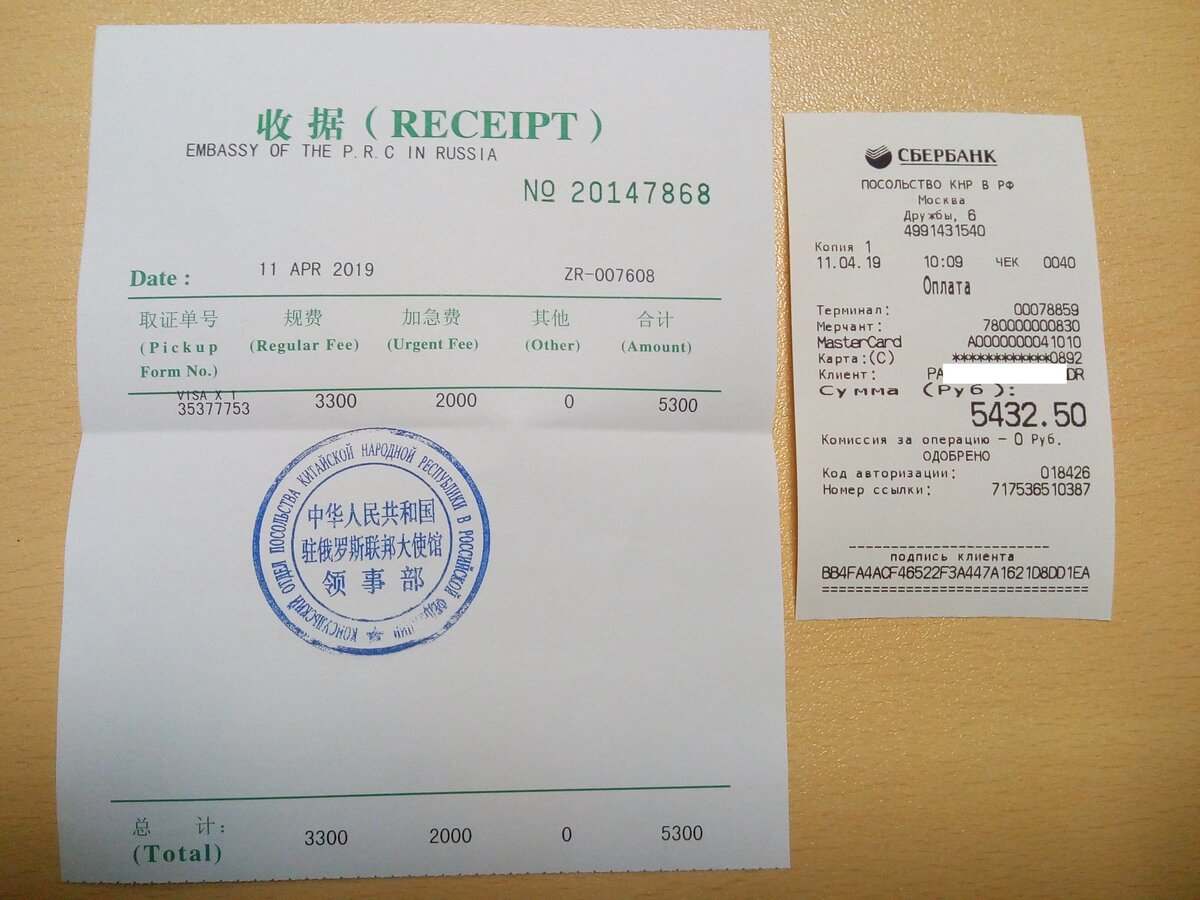 收据（RECEIPT）
EMBASSY OF THE P.R.C IN RUSSIA
№ 20147868
Date : 11 APR 2019 ZR-007608
取证单号 规费 加急费 其他 合计
(Pickup (Regular Fee) (Urgent Fee) (Other) (Amount)
Form No.)
VISA X 1
35377753 3300 2000 0 5300
КОНСУЛЬСКИЙ ОТДЕЛ ПОСОЛЬСТВА КИТАЙСКОЙ НАРОДНОЙ РЕСПУБЛИКИ В РОССИЙСКОЙ
中华人民共和国
驻俄罗斯联邦大使馆
领事部
总 计：
(Total) 3300 2000 0 5300
СБЕРБАНК
ПОСОЛЬСТВО КНР В РФ
Москва
Дружбы, 6
4991431540
Копия 1
11.04.19 10:09 ЧЕК 0040
Оплата
Терминал: 00078859
Мерчант: 780000000830
MasterCard A0000000041010
Карта:(C) ************0892
Клиент: PA DR
Сумма (Руб):
5432.50
Комиссия за операцию - 0 Руб.
ОДОБРЕНО
Код авторизации: 018426
Номер ссылки: 717536510387
подпись клиента
BB4FA4ACF46522F3A447A1621D8DD1EA